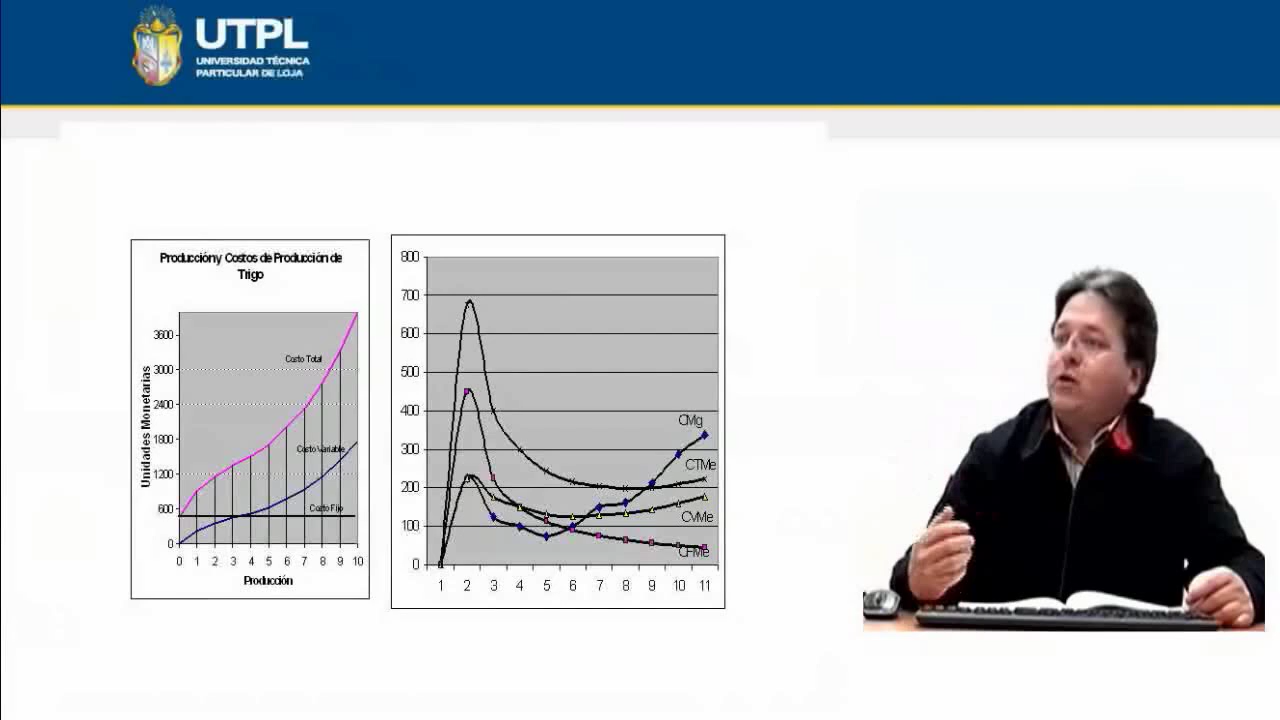 UTPL
UNIVERSIDAD TÉCNICA
PARTICULAR DE LOJA
Producción y Costos de Producción de
Trigo
Unidades Monetarias
3600
3000
2400
1800
1200
600
0
Costo Total
Costo Variable
Costo Fijo
0 1 2 3 4 5 6 7 8 9 10
Producción
800
700
600
500
400
300
200
100
0
CMg
CTMe
CVMe
CFMe
1 2 3 4 5 6 7 8 9 10 11